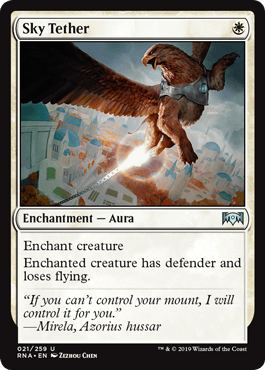 Sky Tether
Enchantment — Aura
Enchant creature
Enchanted creature has defender and
loses flying.
"If you can't control your mount, I will
control it for you."
—Mirela, Azorius hussar
021/259 U
RNA • EN Zezhou Chen
™ & © 2019 Wizards of the Coast